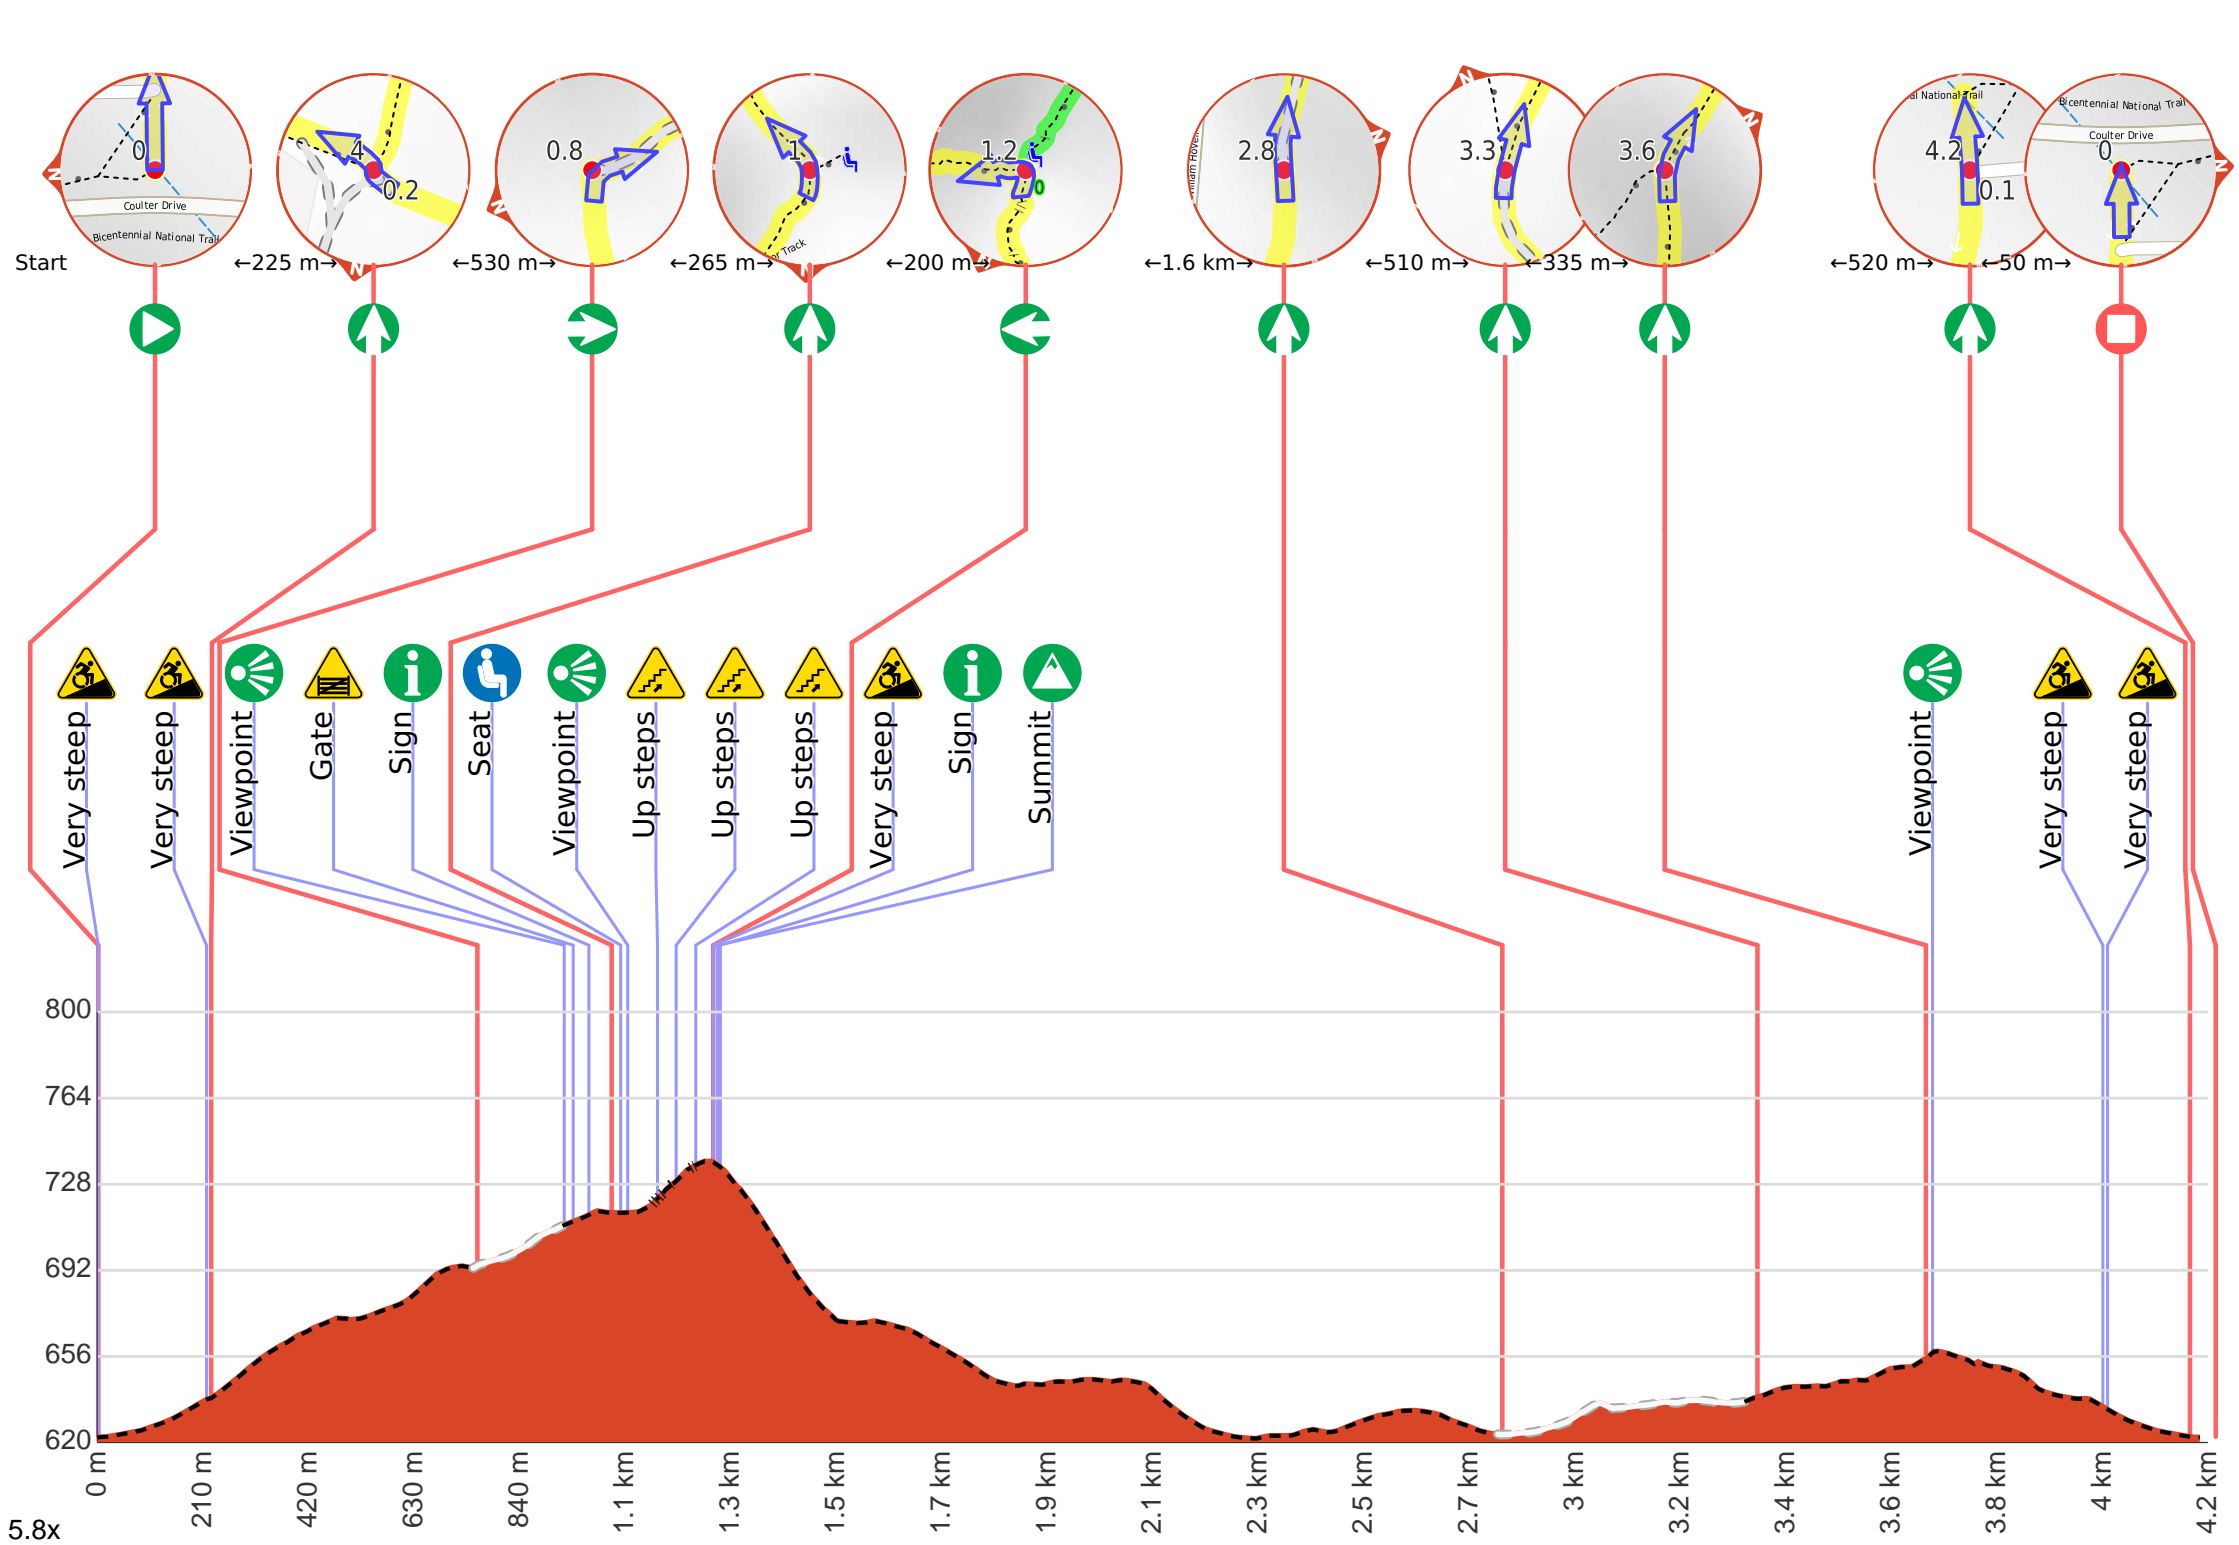 N
0
Coulter Drive
Bicentennial National Trail
N
4
0.2
N
0.8
N
1
or Track
N
1.2
0
N
2.8
N
3.3
N
3.6
al National Trail
4.2
0.1
N
Bicentennial National Trail
Coulter Drive
0
Start
←225 m→
←530 m→
←265 m→
←200 m→
←1.6 km→
←510 m→
←335 m→
←520 m→
←50 m→
Very steep
Very steep
Viewpoint
Gate
Sign
Seat
Viewpoint
Up steps
Up steps
Up steps
Very steep
Sign
Summit
Viewpoint
Very steep
Very steep
800
764
728
692
656
620
0 m
210 m
420 m
630 m
840 m
1.1 km
1.3 km
1.5 km
1.7 km
1.9 km
2.1 km
2.3 km
2.5 km
2.7 km
3 km
3.2 km
3.4 km
3.6 km
3.8 km
4 km
4.2 km
5.8x